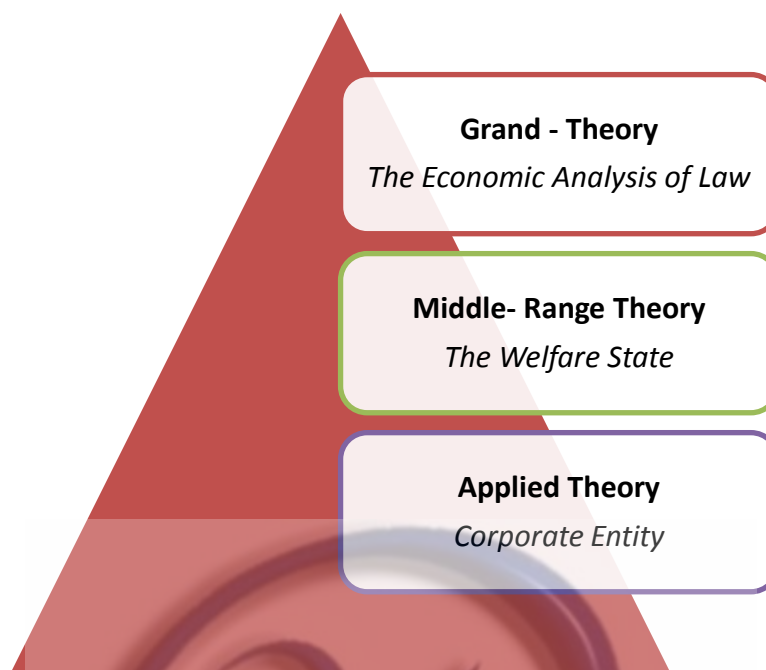 Grand - Theory
The Economic Analysis of Law
Middle- Range Theory
The Welfare State
Applied Theory
Corporate Entity